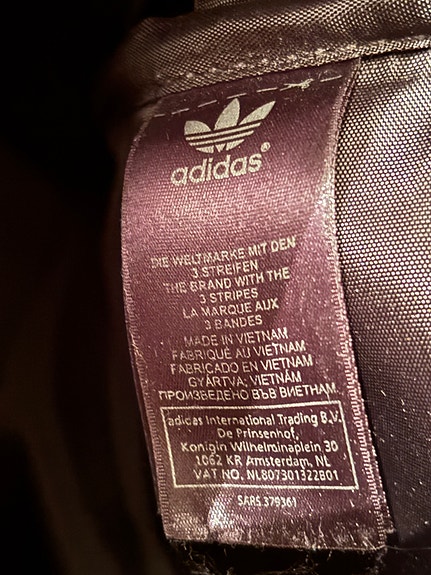 adidas®
DIE WELTMARKE MIT DEN
3 STREIFEN
THE BRAND WITH THE
3 STRIPES
LA MARQUE AUX
3 BANDES
MADE IN VIETNAM
FABRIQUÉ AU VIETNAM
FABRICADO EN VIETNAM
GYÁRTVA: VIETNÁM
ПРОИЗВЕДЕНО ВЪВ ВИЕТНАМ
adidas International Trading B.V.
De Prinsenhof,
Konigin Wilhelminaplein 30
1062 KR Amsterdam, NL
VAT NO. NL807301322B01
SARS.379361